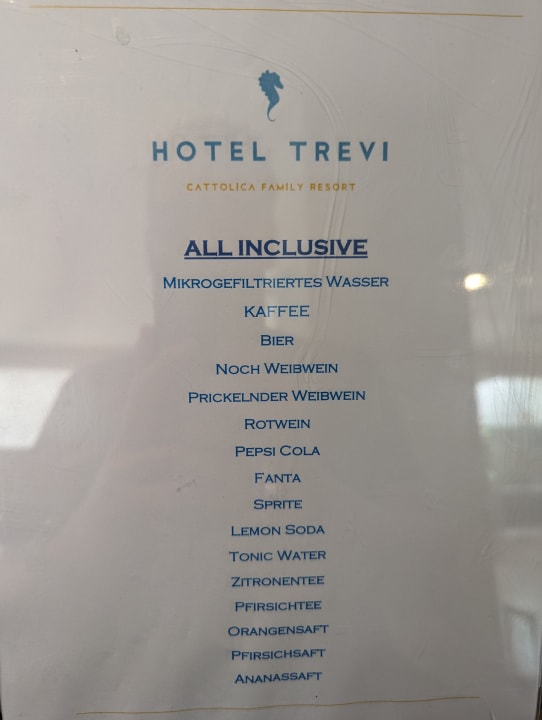 HOTEL TREVI
CATTOLICA FAMILY RESORT
ALL INCLUSIVE
MIKROGEFILTRIERTES WASSER
KAFFEE
BIER
NOCH WEIBWEIN
PRICKELNDER WEIBWEIN
ROTWEIN
PEPSI COLA
FANTA
SPRITE
LEMON SODA
TONIC WATER
ZITRONENTEE
PFIRSICHTEE
ORANGENSAFT
PFIRSICHSAFT
ANANASSAFT